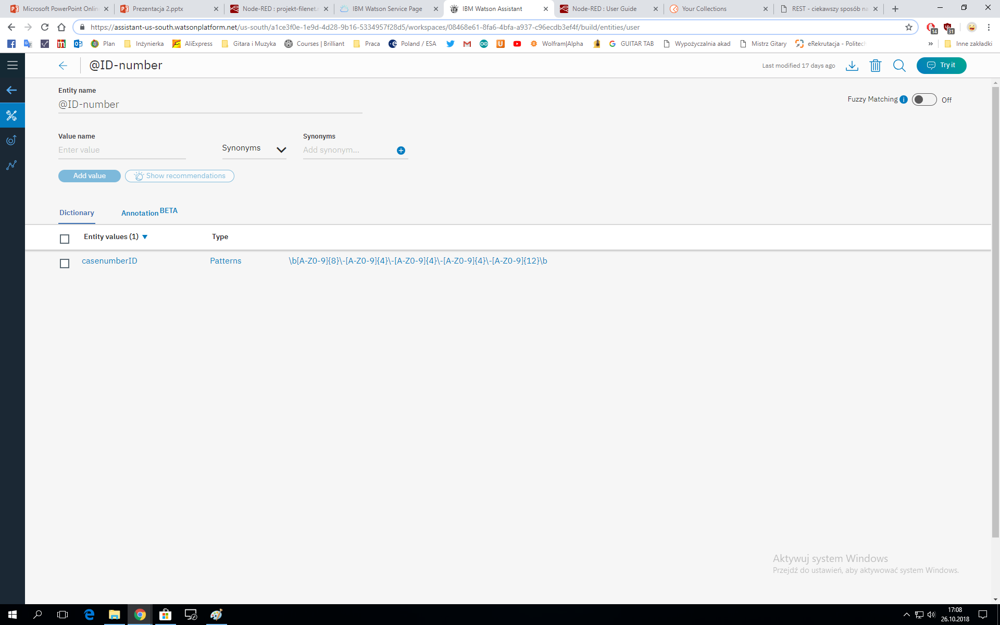 Microsoft PowerPoint Onlin
Prezentacja 2.pptx
Node-RED : projekt-filenet.r
IBM Watson Service Page
IBM Watson Assistant
Node-RED : User Guide
Your Collections
REST - ciekawszy sposób na
https://assistant-us-south.watsonplatform.net/us-south/a1ce3f0e-1e9d-4d28-9b16-5334957f28d5/workspaces/08468e61-8fa6-4bfa-a937-c96ecdb3ef4f/build/entities/user
14
31
Plan
Inżynierka
AliExpress
Gitara i Muzyka
Courses | Brilliant
Praca
Poland / ESA
Wolfram|Alpha
GUITAR TAB
Wypożyczalnia akad
Mistrz Gitary
eRekrutacja - Politech
»
Inne zakładki
@ID-number
Last modified 17 days ago
Try it
Entity name
@ID-number
Fuzzy Matching
Off
Value name
Synonyms
Enter value
Synonyms
Add synonym...
Add value
Show recommendations
Dictionary
Annotation BETA
Entity values (1)
Type
casenumberID
Patterns
\b[A-Z0-9]{8}\-[A-Z0-9]{4}\-[A-Z0-9]{4}\-[A-Z0-9]{4}\-[A-Z0-9]{12}\b
Aktywuj system Windows
Przejdź do ustawień, aby aktywować system Windows.
17:08
26.10.2018